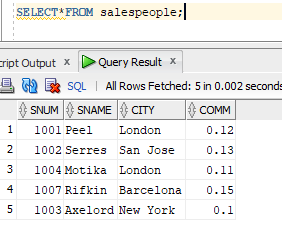 SELECT*FROM salespeople;
cript Output × Query Result ×
SQL | All Rows Fetched: 5 in 0.002 seconds
SNUM SNAME CITY COMM
1 1001 Peel London 0.12
2 1002 Serres San Jose 0.13
3 1004 Motika London 0.11
4 1007 Rifkin Barcelona 0.15
5 1003 Axelord New York 0.1